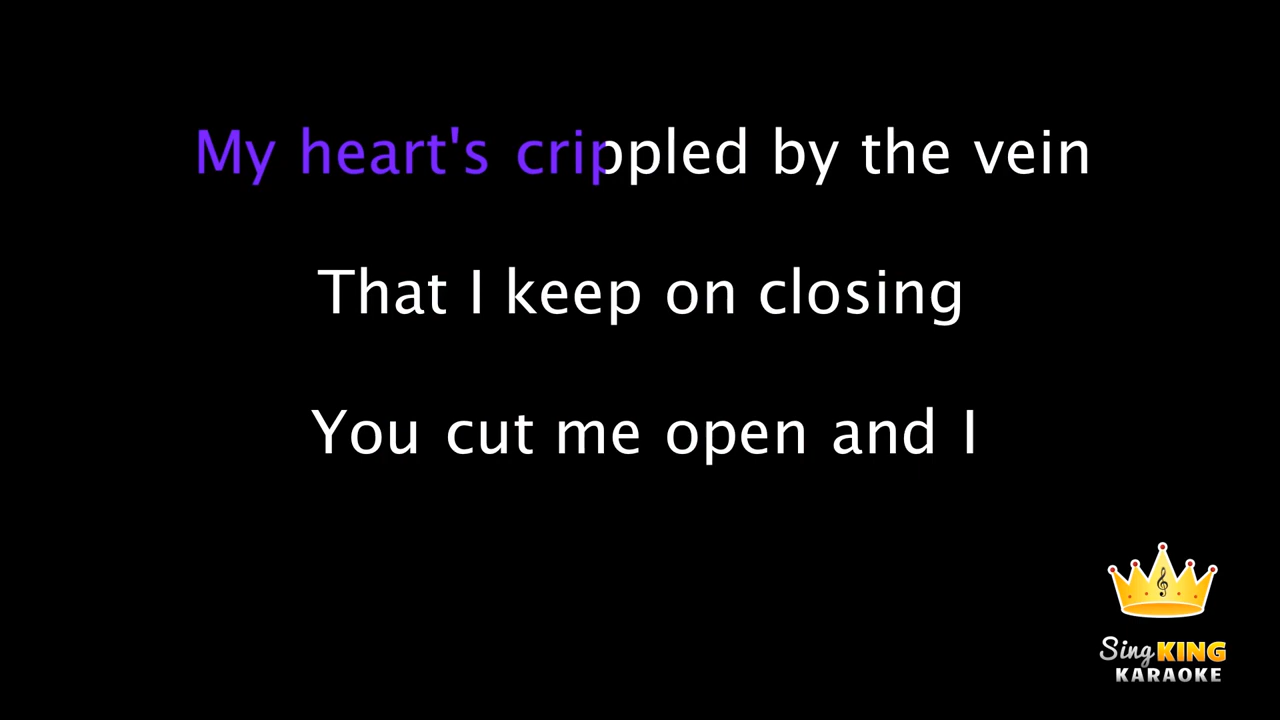 My heart's crippled by the vein
That I keep on closing
You cut me open and I
Sing KING
KARAOKE